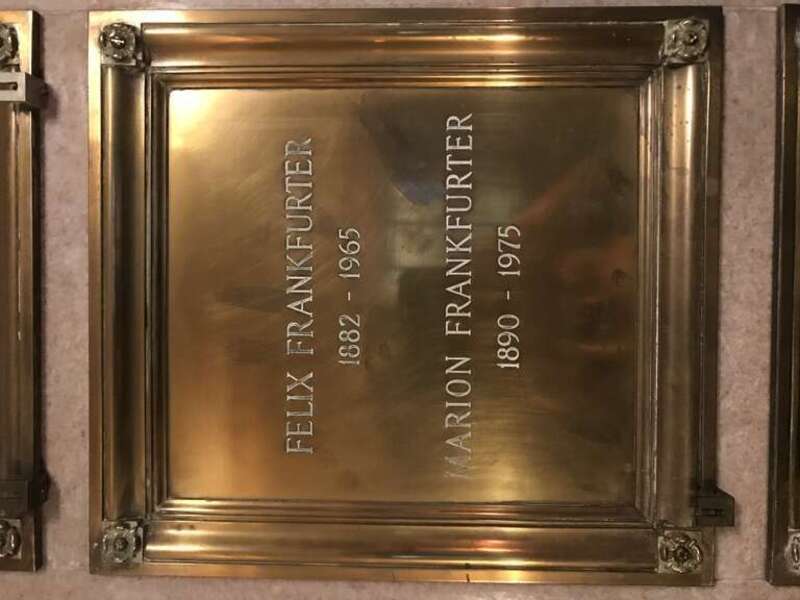 FELIX FRANKFURTER
1882 - 1965
MARION FRANKFURTER
1890 - 1975